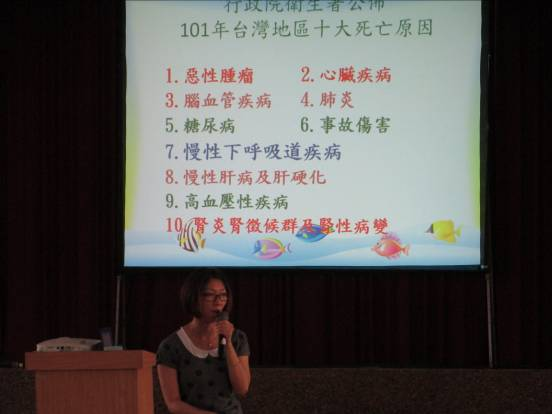 行政院衛生署公佈
101年台灣地區十大死亡原因
1.惡性腫瘤 2.心臟疾病
3.腦血管疾病 4.肺炎
5.糖尿病 6.事故傷害
7.慢性下呼吸道疾病
8.慢性肝病及肝硬化
9.高血壓性疾病
10.腎炎腎徵候群及腎性病變